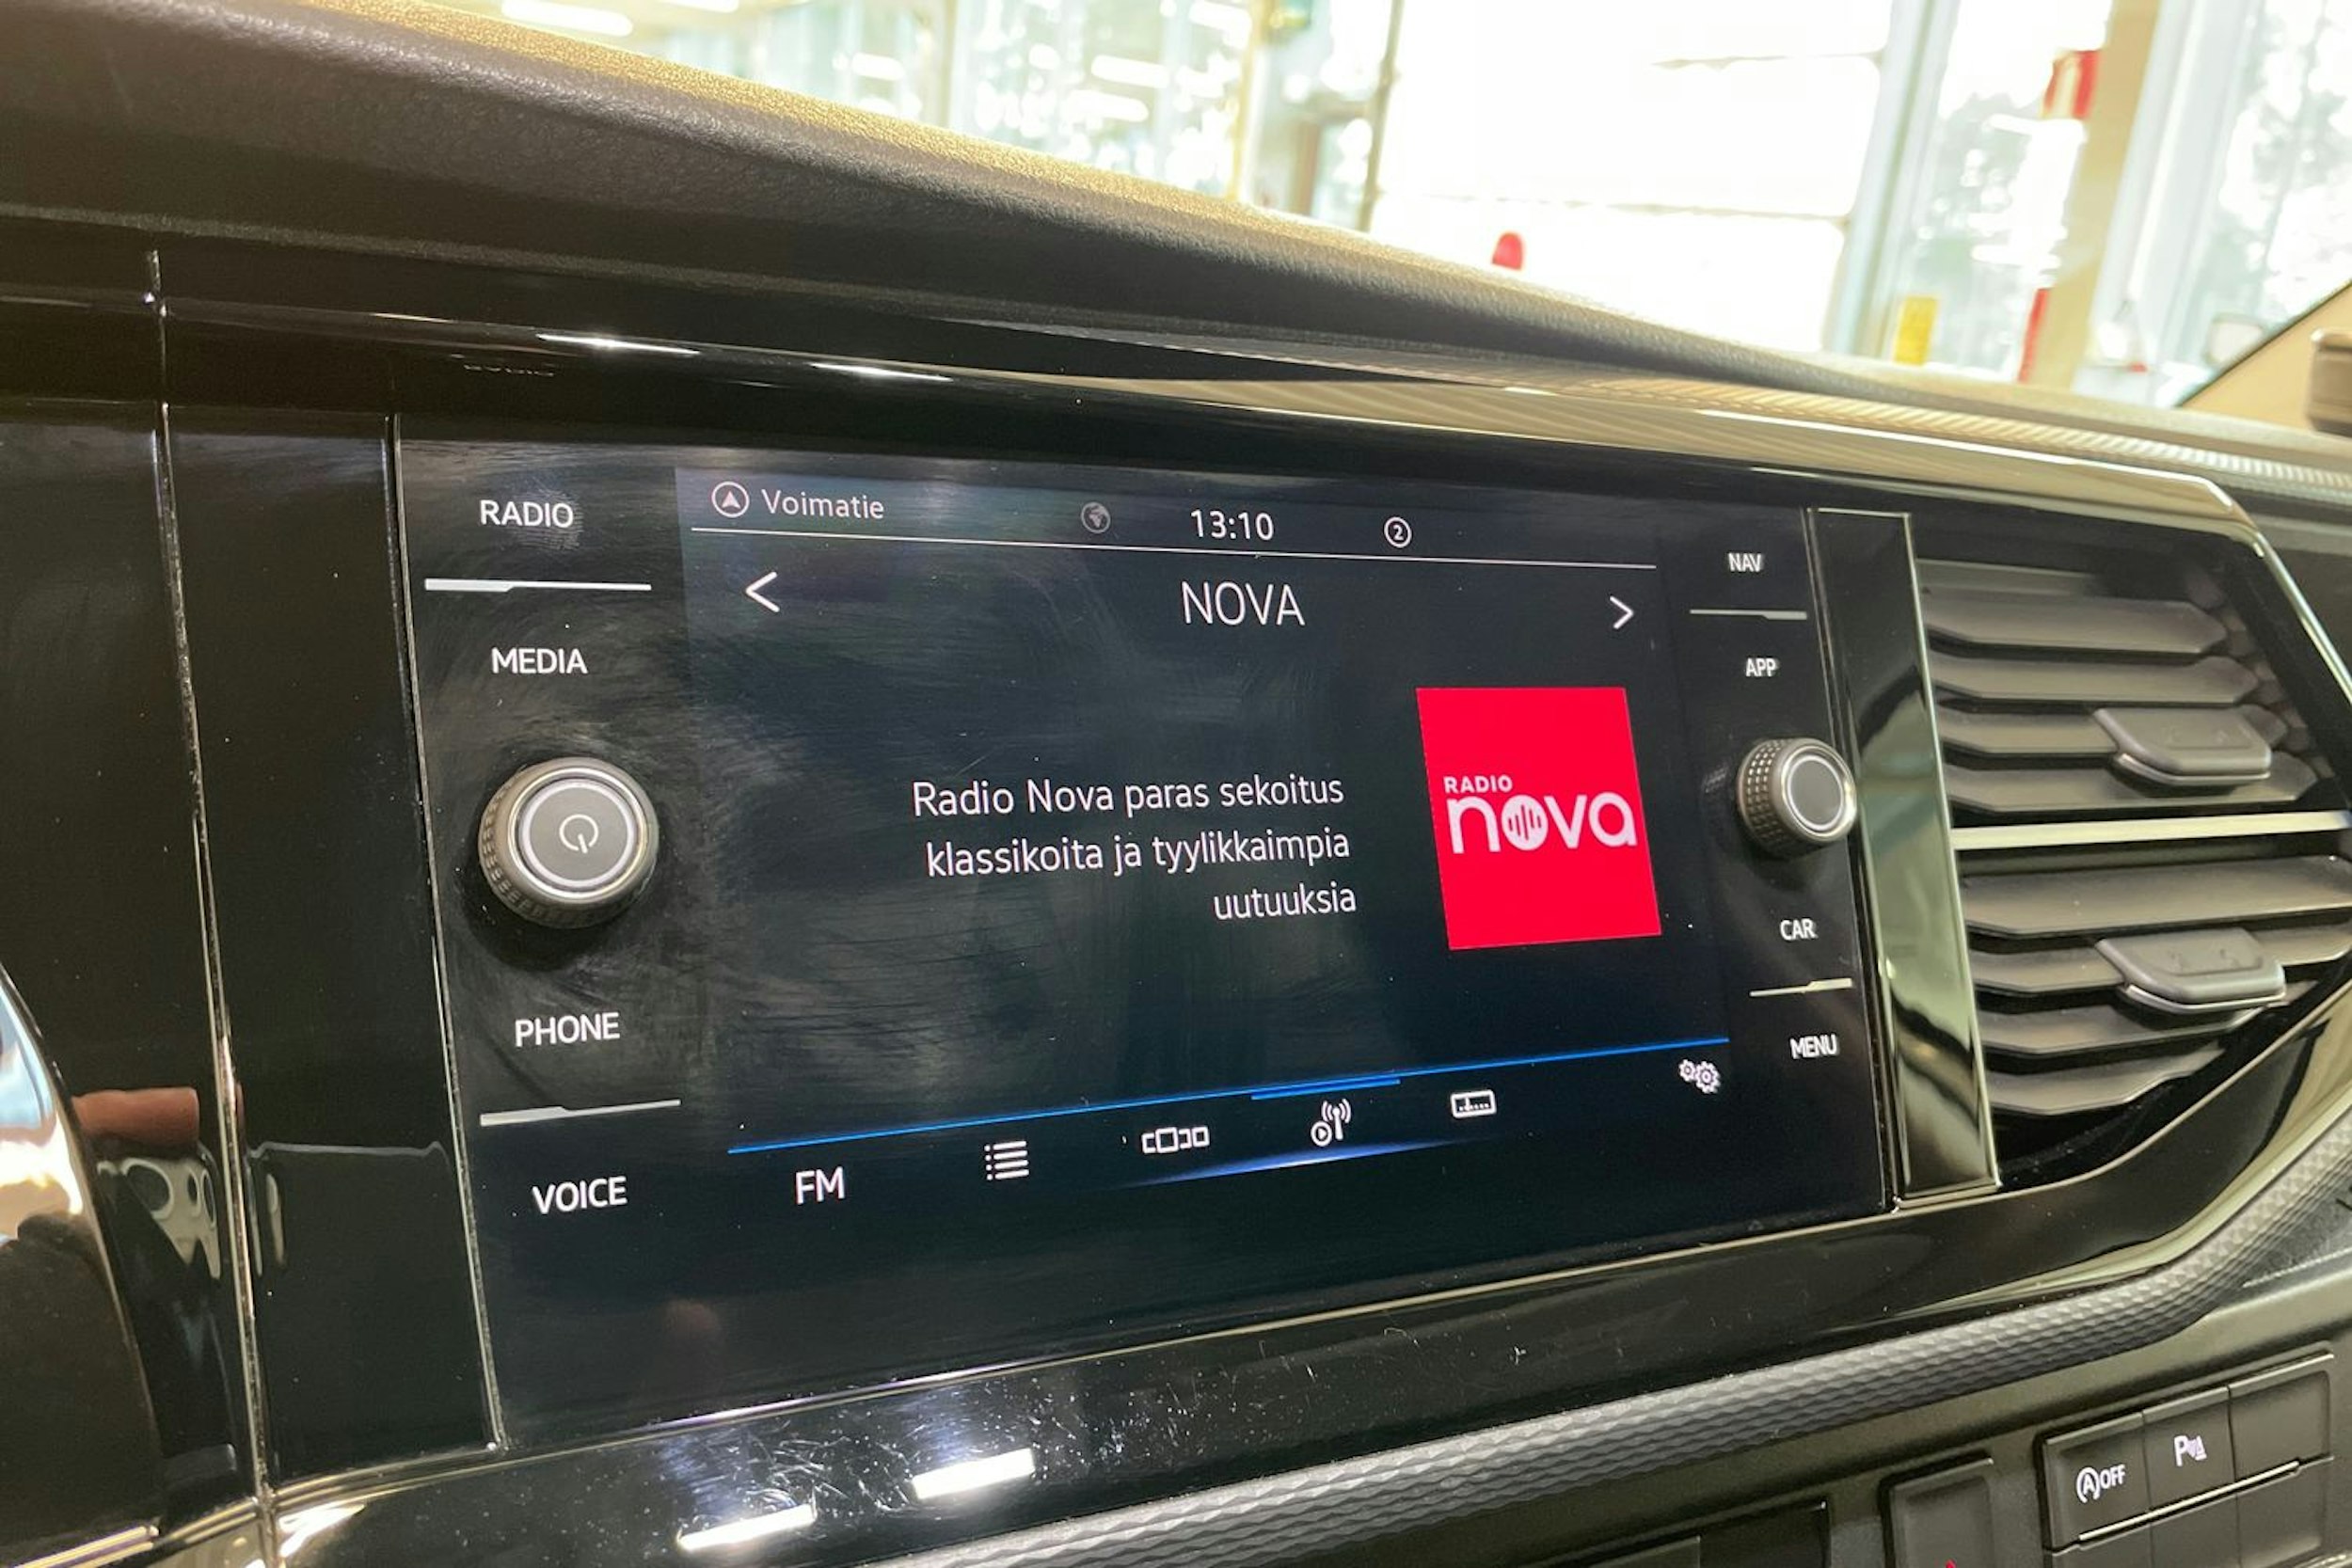 RADIO
MEDIA
PHONE
VOICE
Voimatie
13:10
2
< NOVA >
Radio Nova paras sekoitus
klassikoita ja tyylikkaimpia
uutuuksia
RADIO
nova
FM
NAV
APP
CAR
MENU
(A)OFF
P